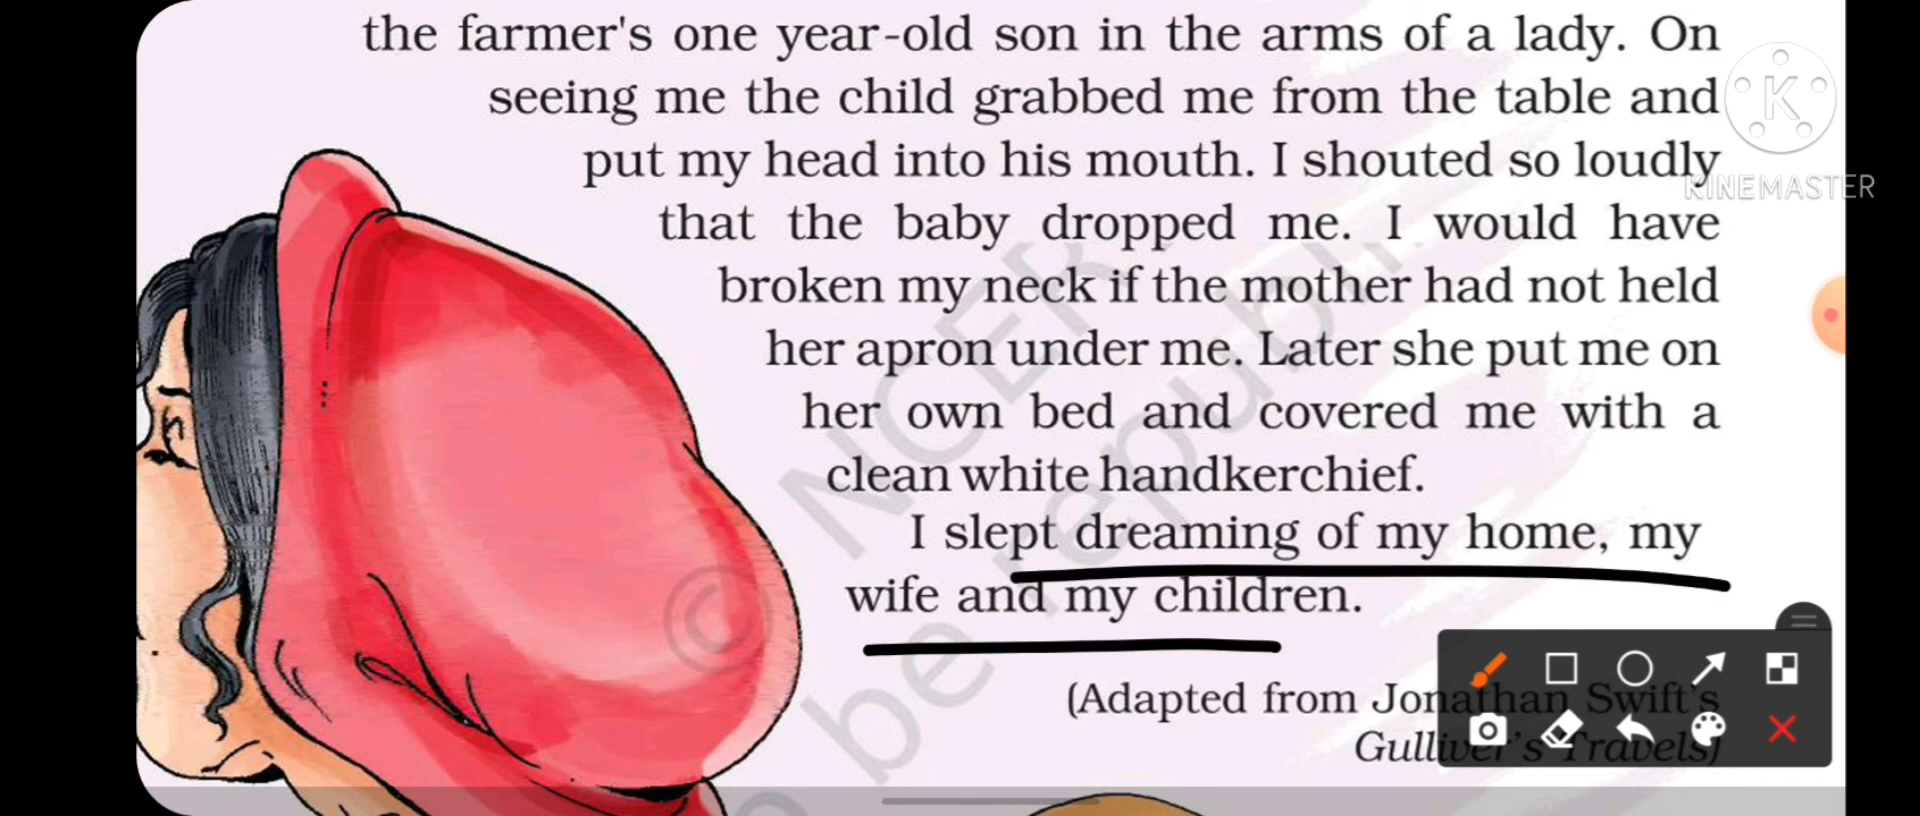 the farmer's one year-old son in the arms of a lady. On
seeing me the child grabbed me from the table and
put my head into his mouth. I shouted so loudly
that the baby dropped me. I would have
broken my neck if the mother had not held
her apron under me. Later she put me on
her own bed and covered me with a
clean white handkerchief.
I slept dreaming of my home, my
wife and my children.
(Adapted from Jonathan Swift's
Gulliver's Travels)
K
KINEMASTER
© NCERT
be republi